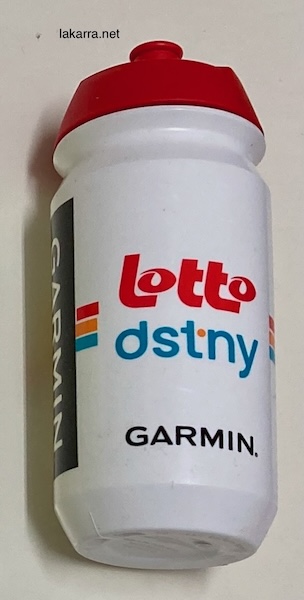 lakarra.net
Lotto
dstny
GARMIN.
GARMIN